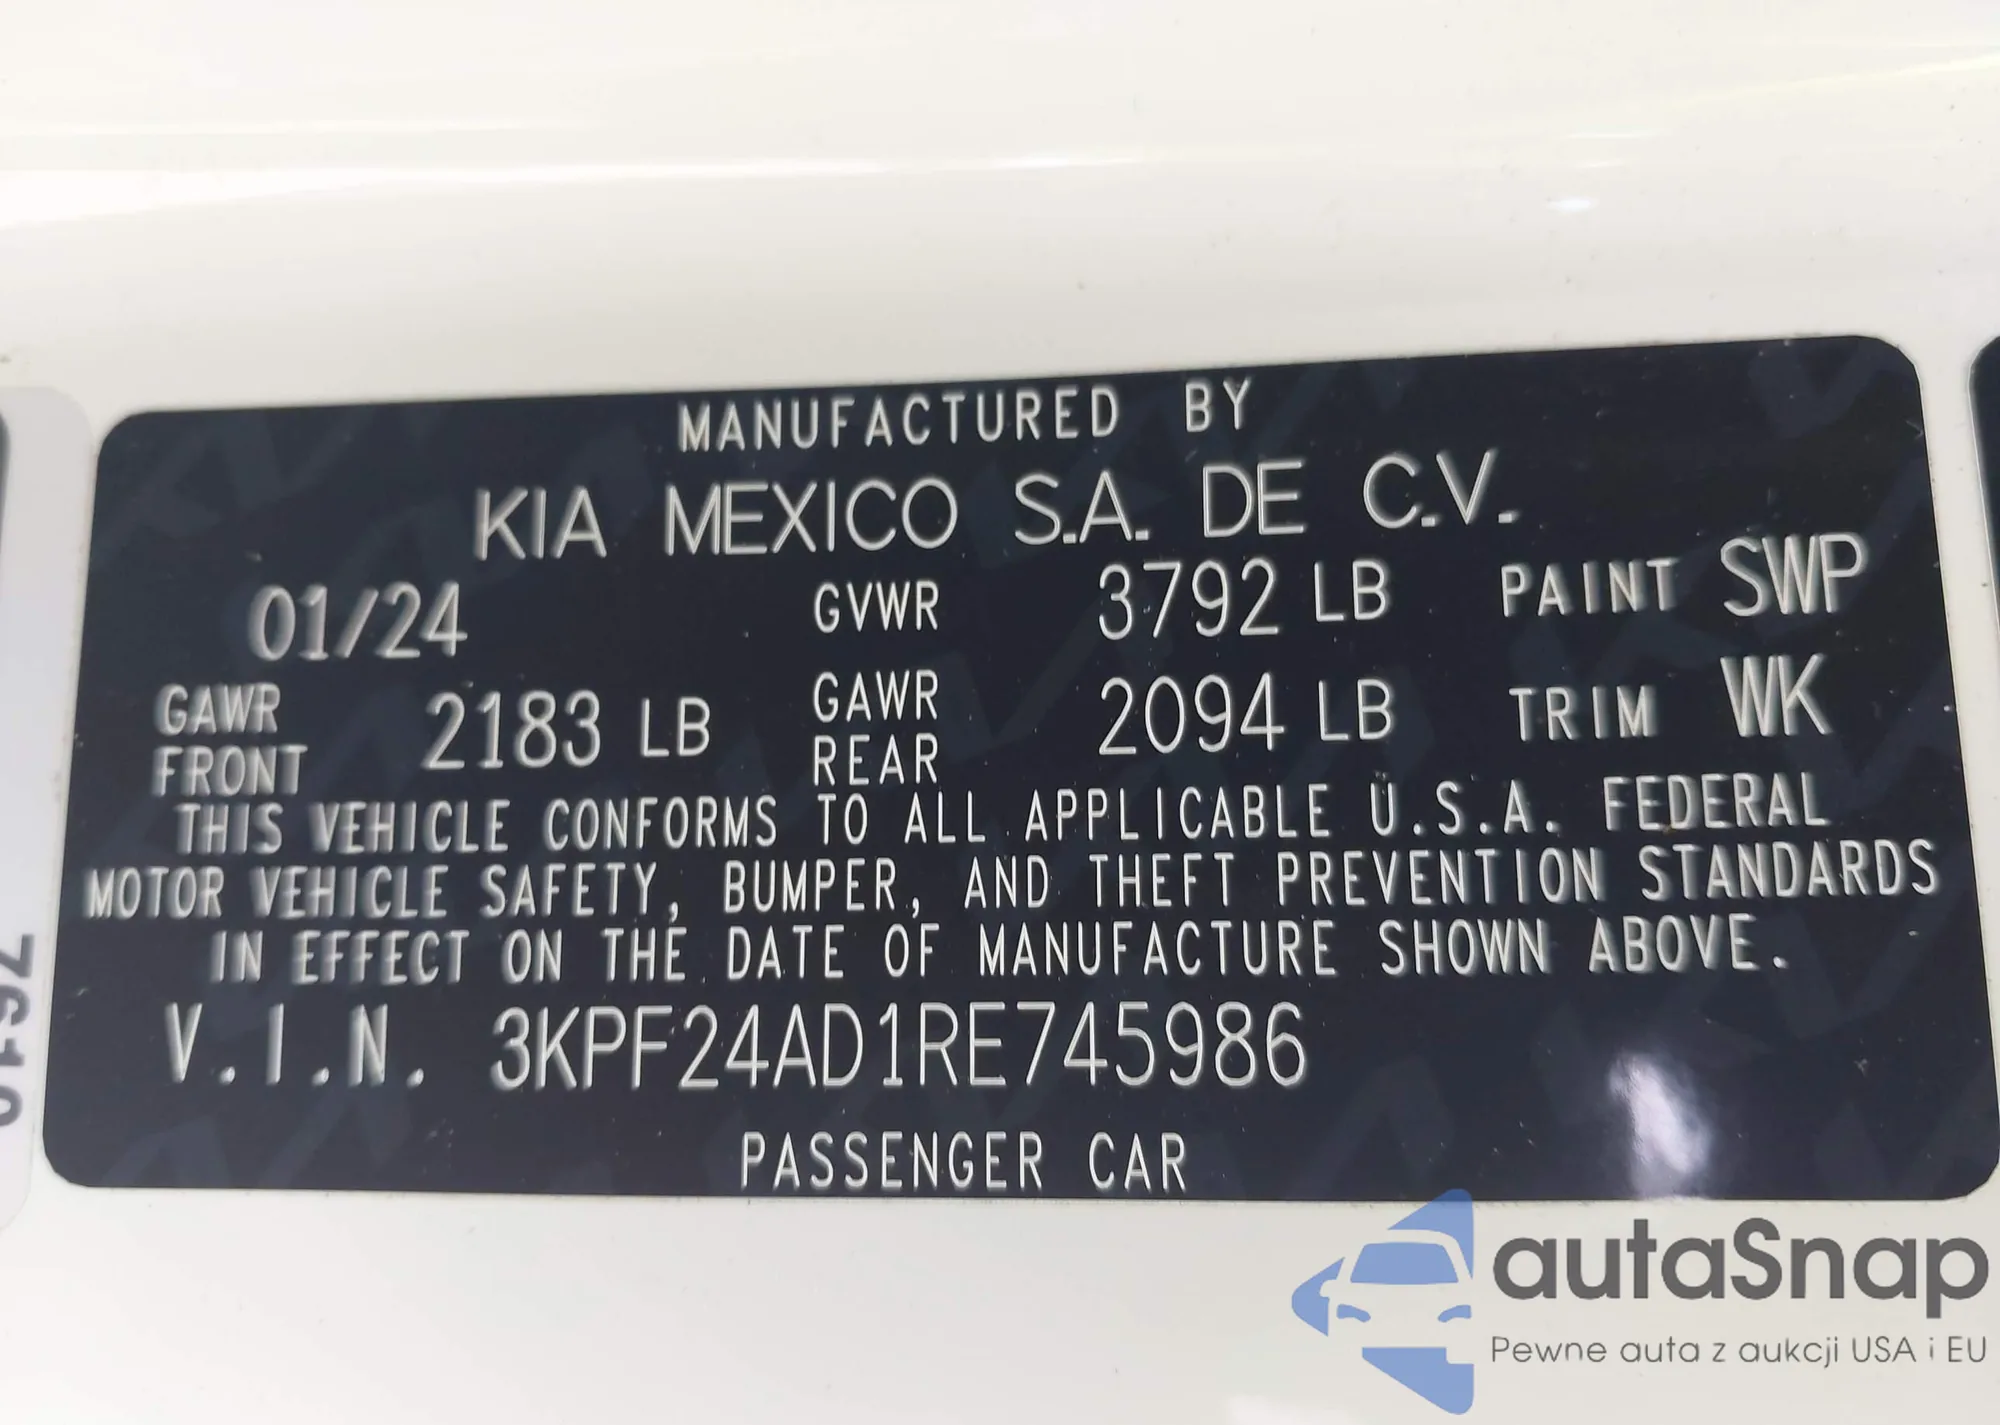 MANUFACTURED BY
KIA MEXICO S.A. DE C.V.
01/24 GVWR 3792 LB PAINT SWP
GAWR FRONT 2183 LB GAWR REAR 2094 LB TRIM WK
THIS VEHICLE CONFORMS TO ALL APPLICABLE U.S.A. FEDERAL
MOTOR VEHICLE SAFETY, BUMPER, AND THEFT PREVENTION STANDARDS
IN EFFECT ON THE DATE OF MANUFACTURE SHOWN ABOVE.
V.I.N. 3KPF24AD1RE745986
PASSENGER CAR
autaSnap
Pewne auta z aukcji USA i EU